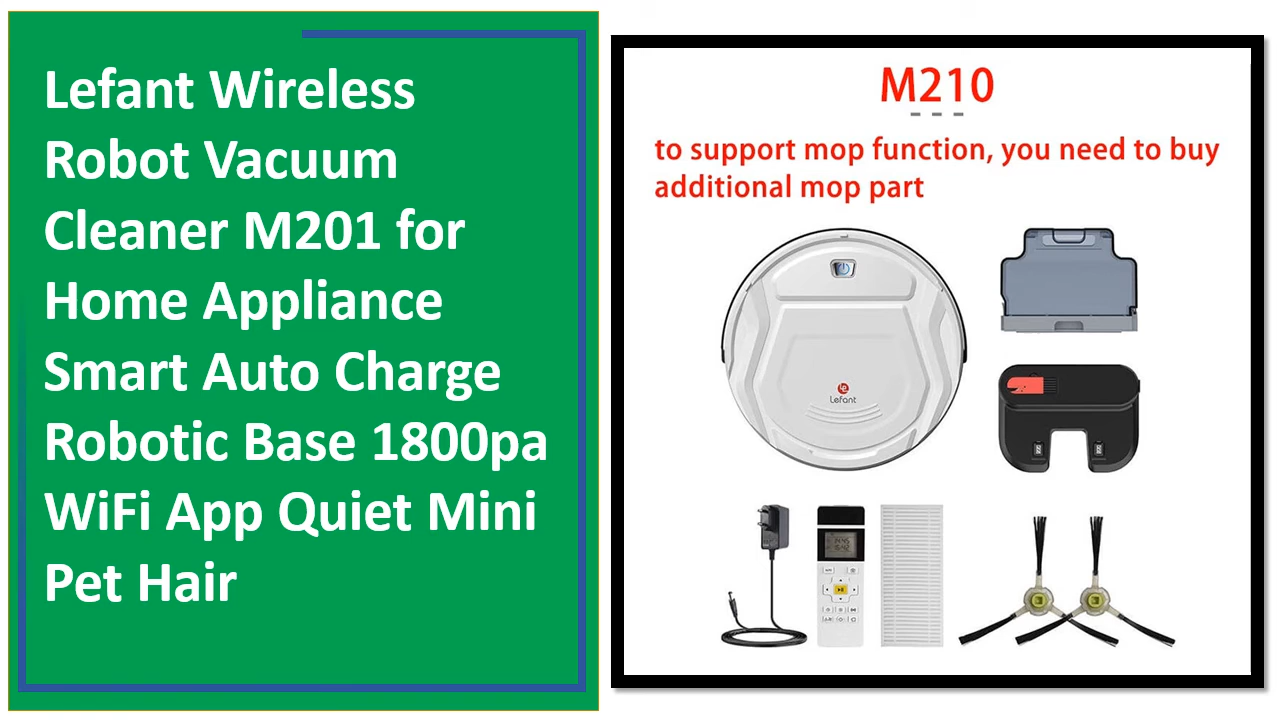 Lefant Wireless
Robot Vacuum
Cleaner M201 for
Home Appliance
Smart Auto Charge
Robotic Base 1800pa
WiFi App Quiet Mini
Pet Hair
M210
to support mop function, you need to buy
additional mop part
Lefant